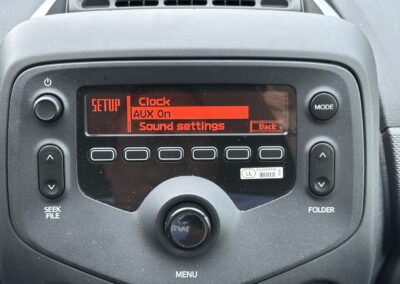 SETUP
Clock
AUX On
Sound settings
Back
MODE
SEEK
FILE
FOLDER
MENU